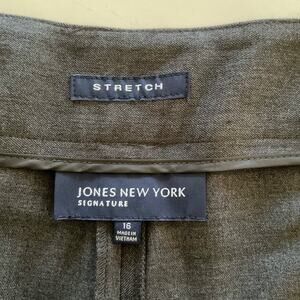 STRETCH
JONES NEW YORK
SIGNATURE
16
MADE IN
VIETNAM